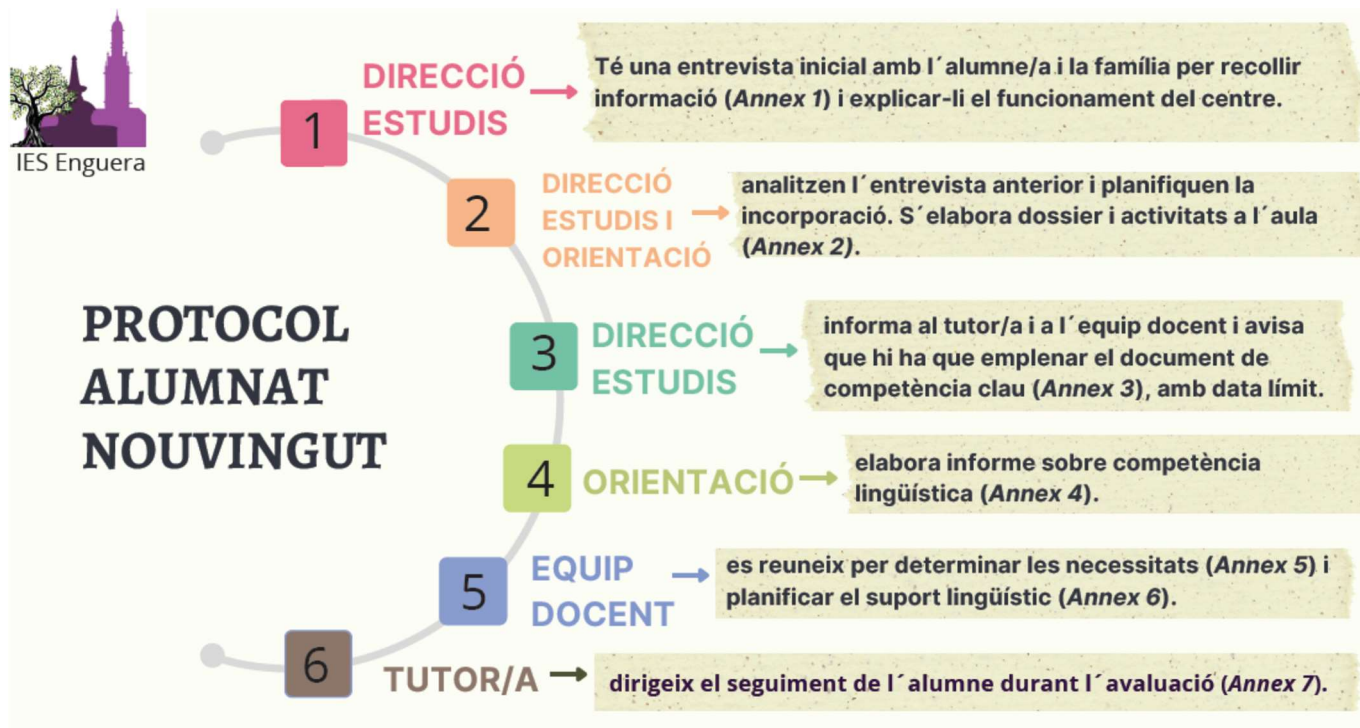 IES Enguera
PROTOCOL
ALUMNAT
NOUVINGUT
1
DIRECCIÓ
ESTUDIS
Té una entrevista inicial amb l´alumne/a i la família per recollir
informació (Annex 1) i explicar-li el funcionament del centre.
2
DIRECCIÓ
ESTUDIS I
ORIENTACIÓ
analitzen l´entrevista anterior i planifiquen la
incorporació. S´elabora dossier i activitats a l´aula
(Annex 2).
3
DIRECCIÓ
ESTUDIS
informa al tutor/a i a l´equip docent i avisa
que hi ha que emplenar el document de
competència clau (Annex 3), amb data límit.
4
ORIENTACIÓ
elabora informe sobre competència
lingüística (Annex 4).
5
EQUIP
DOCENT
es reuneix per determinar les necessitats (Annex 5) i
planificar el suport lingüístic (Annex 6).
6
TUTOR/A
dirigeix el seguiment de l´alumne durant l´avaluació (Annex 7).